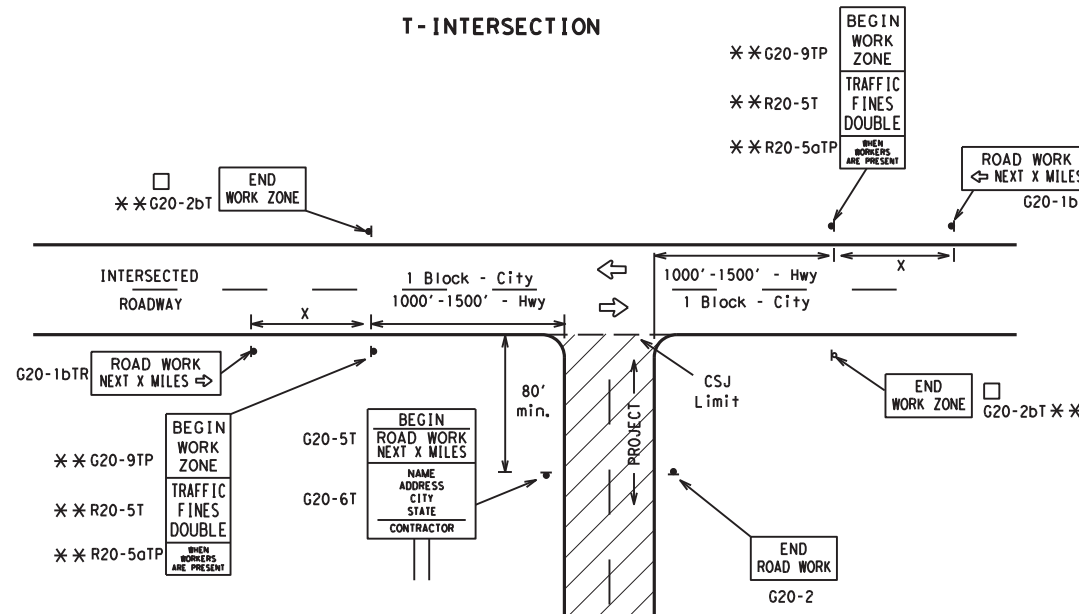 T-INTERSECTION
BEGIN
WORK
ZONE
TRAFFIC
FINES
DOUBLE
WHEN
WORKERS
ARE PRESENT
✱✱G20-9TP
✱✱R20-5T
✱✱R20-5aTP
ROAD WORK
⇦ NEXT X MILES
G20-1b
END
WORK ZONE
□
✱✱G20-2bT
INTERSECTED
ROADWAY
1 Block - City
1000'-1500' - Hwy
X
1000'-1500' - Hwy
1 Block - City
X
G20-1bTR
ROAD WORK
NEXT X MILES ⇨
80'
min.
CSJ
Limit
PROJECT
END
WORK ZONE
□
G20-2bT ✱✱
BEGIN
WORK
ZONE
TRAFFIC
FINES
DOUBLE
WHEN
WORKERS
ARE PRESENT
✱✱G20-9TP
✱✱R20-5T
✱✱R20-5aTP
G20-5T
BEGIN
ROAD WORK
NEXT X MILES
G20-6T
NAME
ADDRESS
CITY
STATE
CONTRACTOR
END
ROAD WORK
G20-2